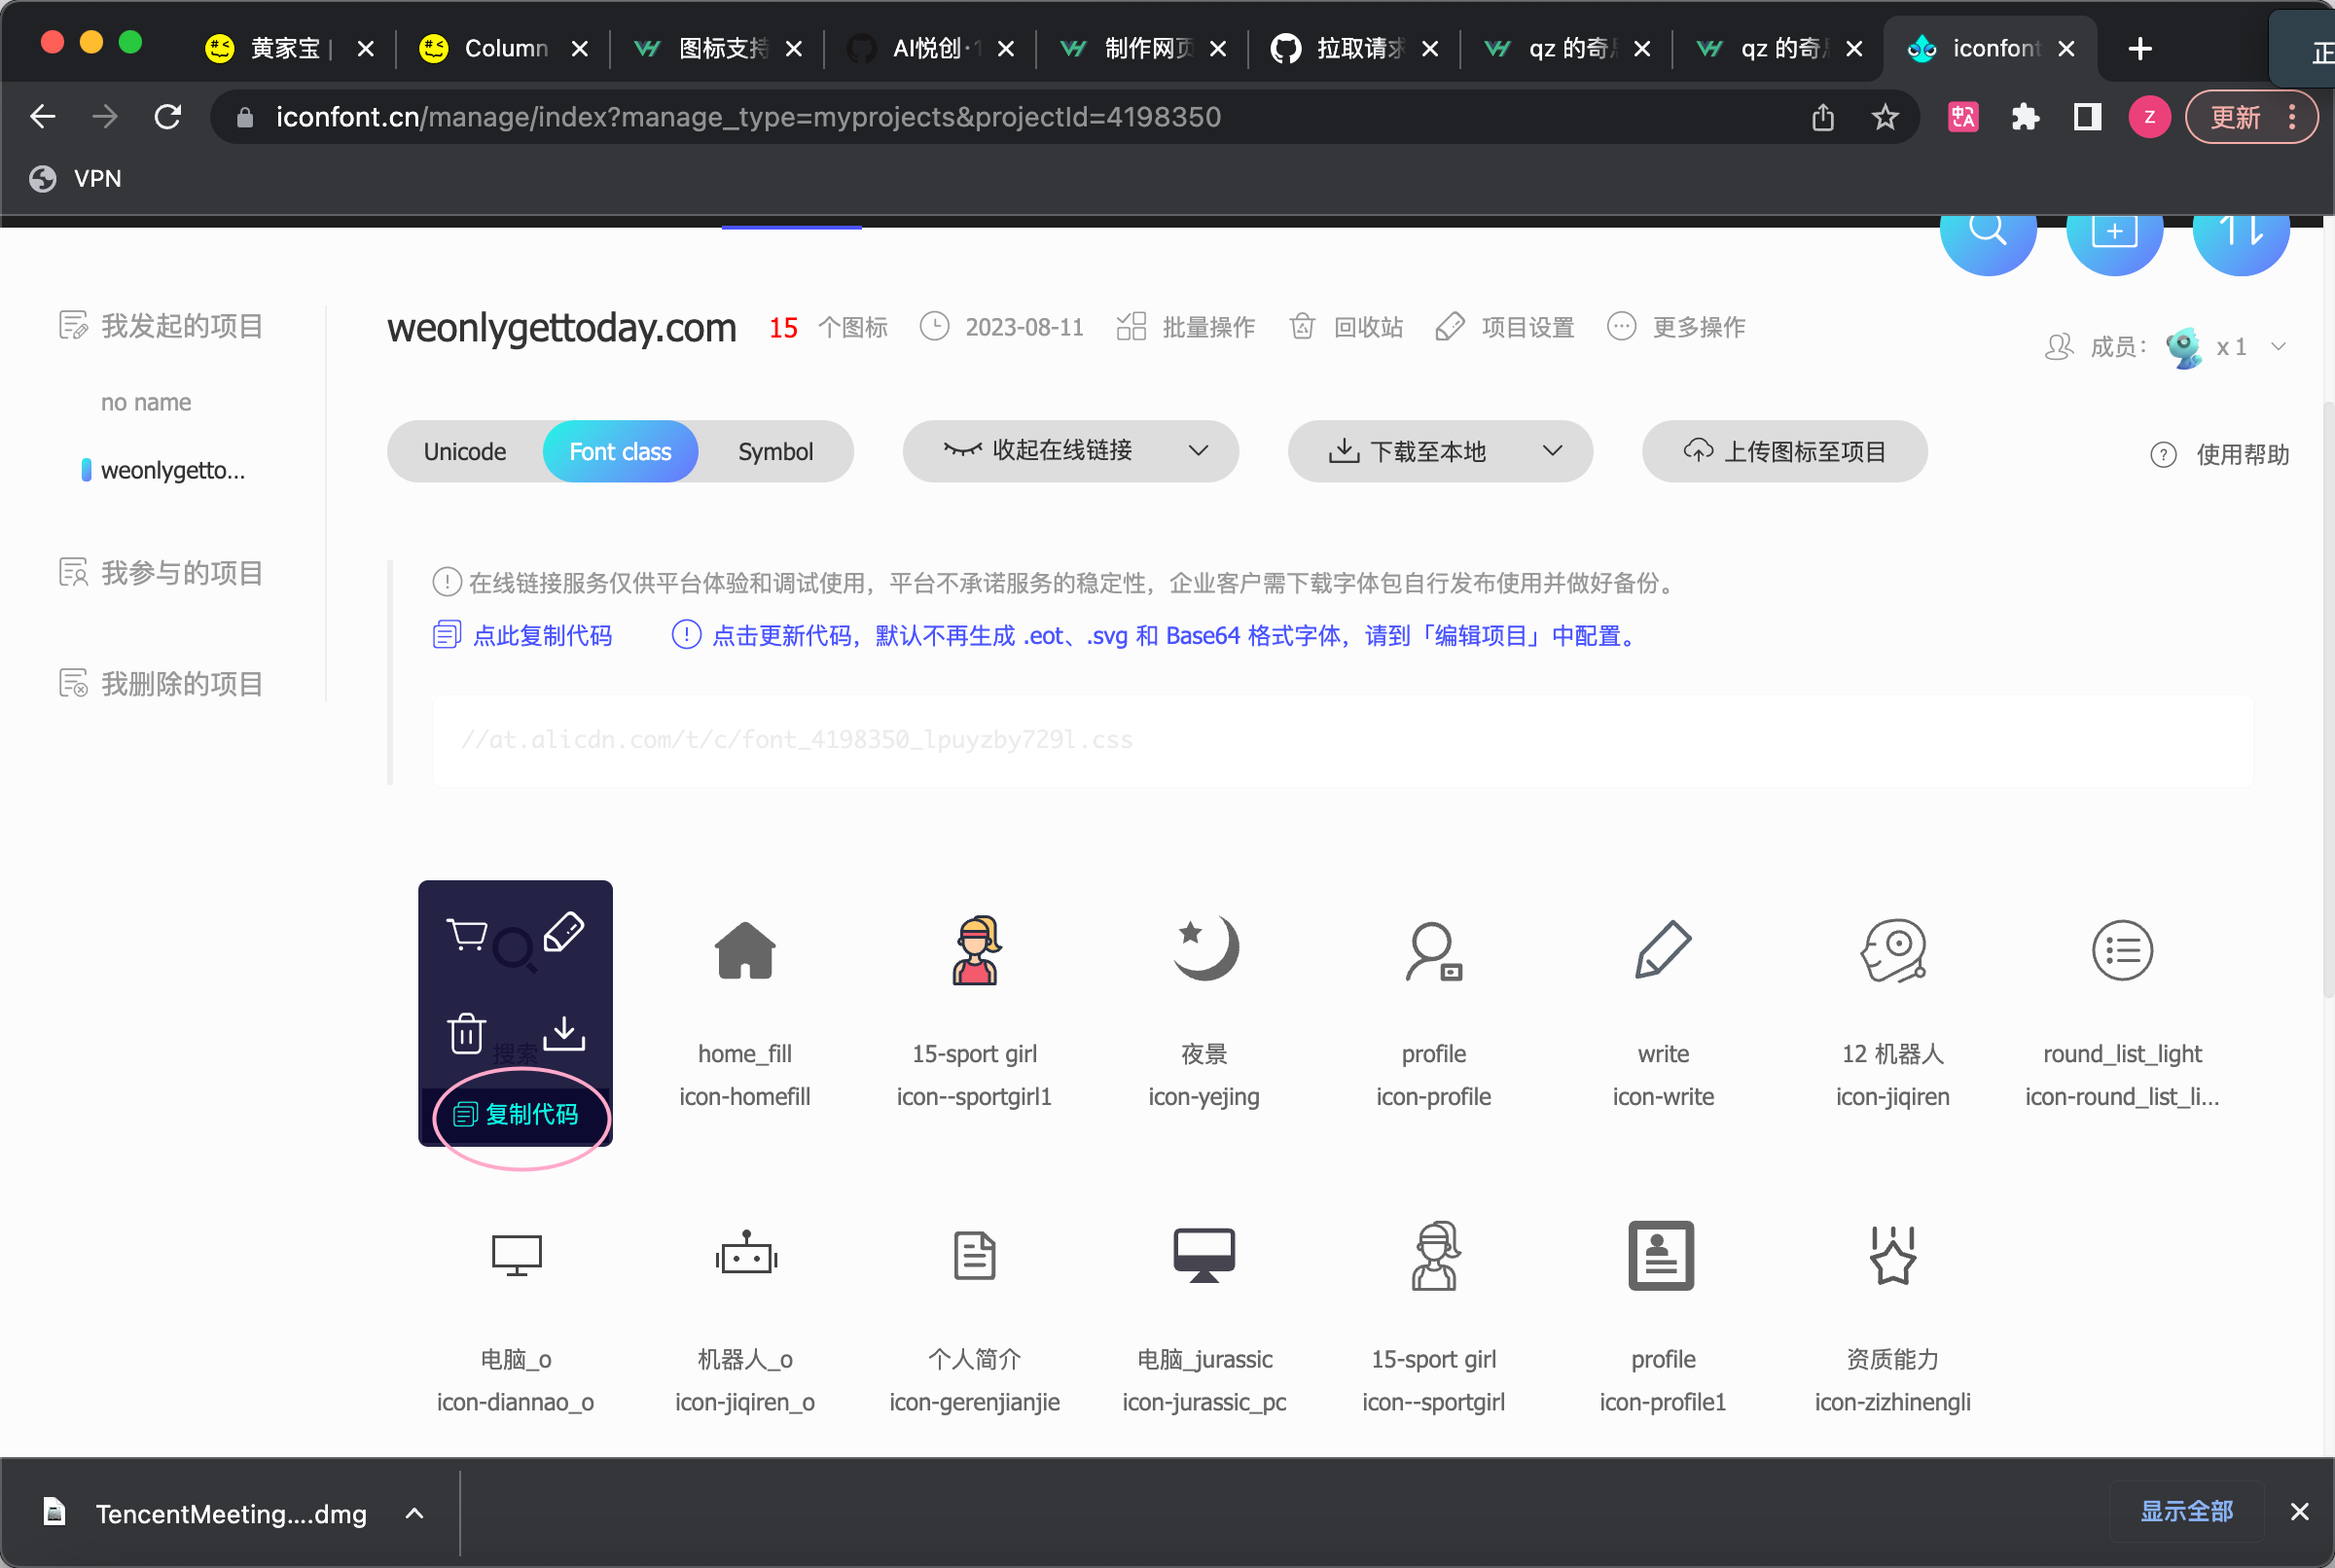 黄家宝 |
Column
图标支持
AI悦创·1
制作网页
拉取请求
qz 的奇
qz 的奇
iconfont
正
iconfont.cn/manage/index?manage_type=myprojects&projectId=4198350
Z
更新
VPN
我发起的项目
no name
weonlygetto...
我参与的项目
我删除的项目
weonlygettoday.com 15 个图标 2023-08-11 批量操作 回收站 项目设置 更多操作
成员： x 1
Unicode Font class Symbol 收起在线链接 下载至本地 上传图标至项目 使用帮助
在线链接服务仅供平台体验和调试使用，平台不承诺服务的稳定性，企业客户需下载字体包自行发布使用并做好备份。
点此复制代码 点击更新代码，默认不再生成 .eot、.svg 和 Base64 格式字体，请到「编辑项目」中配置。
//at.alicdn.com/t/c/font_4198350_lpuyzby729l.css
搜索 home_fill 15-sport girl 夜景 profile write 12 机器人 round_list_light
复制代码 icon-homefill icon--sportgirl1 icon-yejing icon-profile icon-write icon-jiqiren icon-round_list_li...
电脑_o 机器人_o 个人简介 电脑_jurassic 15-sport girl profile 资质能力
icon-diannao_o icon-jiqiren_o icon-gerenjianjie icon-jurassic_pc icon--sportgirl icon-profile1 icon-zizhinengli
TencentMeeting....dmg
显示全部